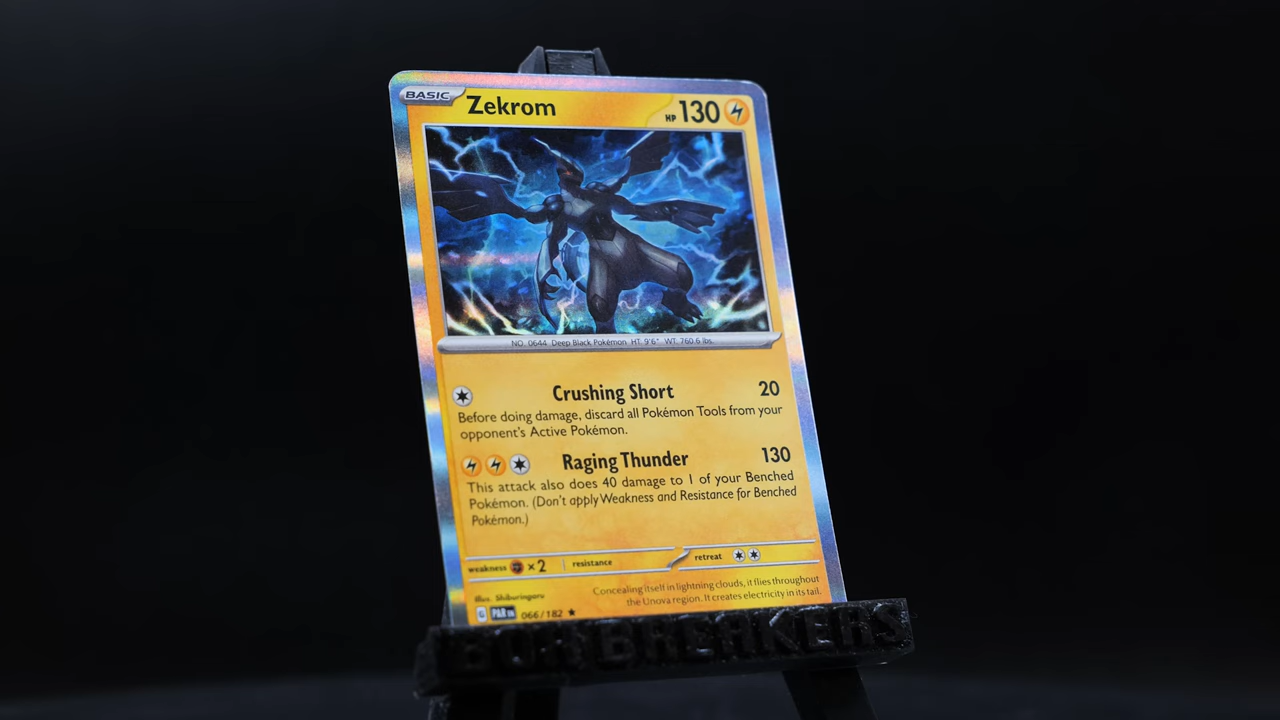 BASIC Zekrom HP 130
NO. 0644 Deep Black Pokémon HT. 9'6" WT. 760.6 lbs.
Crushing Short 20
Before doing damage, discard all Pokémon Tools from your
opponent's Active Pokémon.
Raging Thunder 130
This attack also does 40 damage to 1 of your Benched
Pokémon. (Don't apply Weakness and Resistance for Benched
Pokémon.)
weakness ×2 resistance retreat
Illus. Shiburingaru
Concealing itself in lightning clouds, it flies throughout
the Unova region. It creates electricity in its tail.
G PAR EN 066/182 ★
BOXBREAKERS